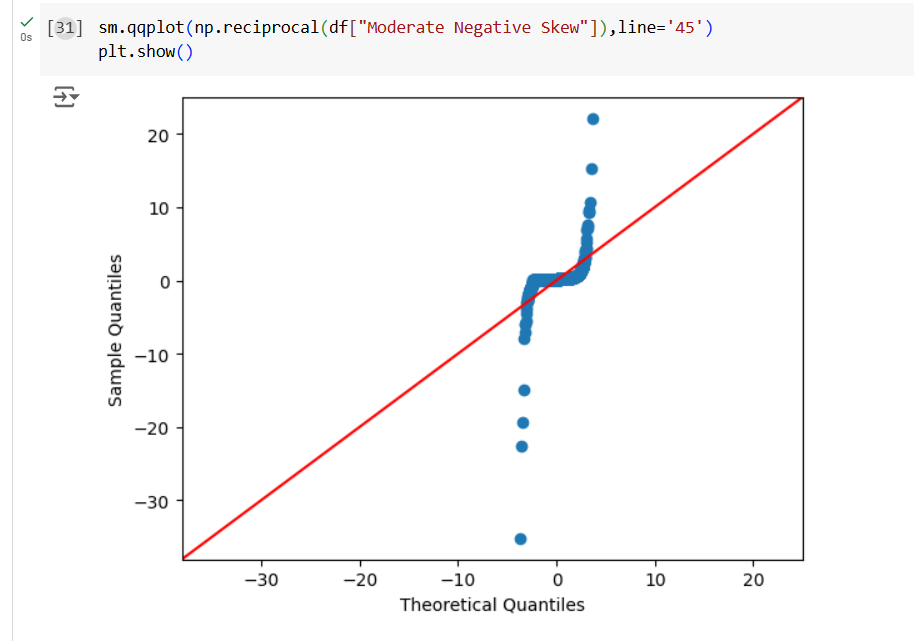 [31] sm.qqplot(np.reciprocal(df["Moderate Negative Skew"]),line='45')
0s
plt.show()
20
10
0
−10
−20
−30
Sample Quantiles
−30 −20 −10 0 10 20
Theoretical Quantiles